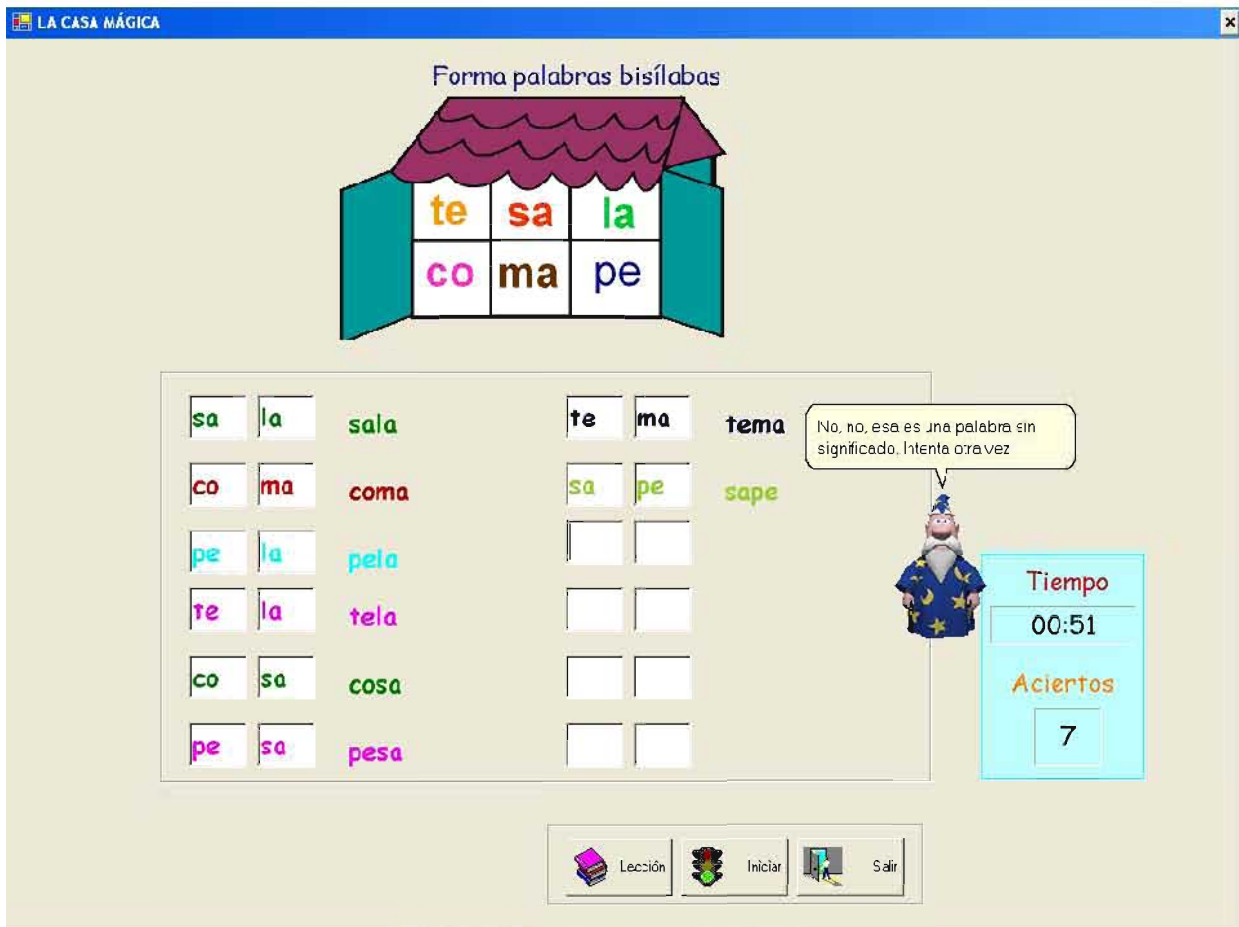 LA CASA MÁGICA
Forma palabras bisílabas
te sa la
co ma pe
sa la sala
co ma coma
pe la pela
te la tela
co sa cosa
pe sa pesa
te ma tema
sa pe sape
No, no, esa es una palabra sin
significado. Intenta otra vez
Tiempo
00:51
Aciertos
7
Lección
Iniciar
Salir